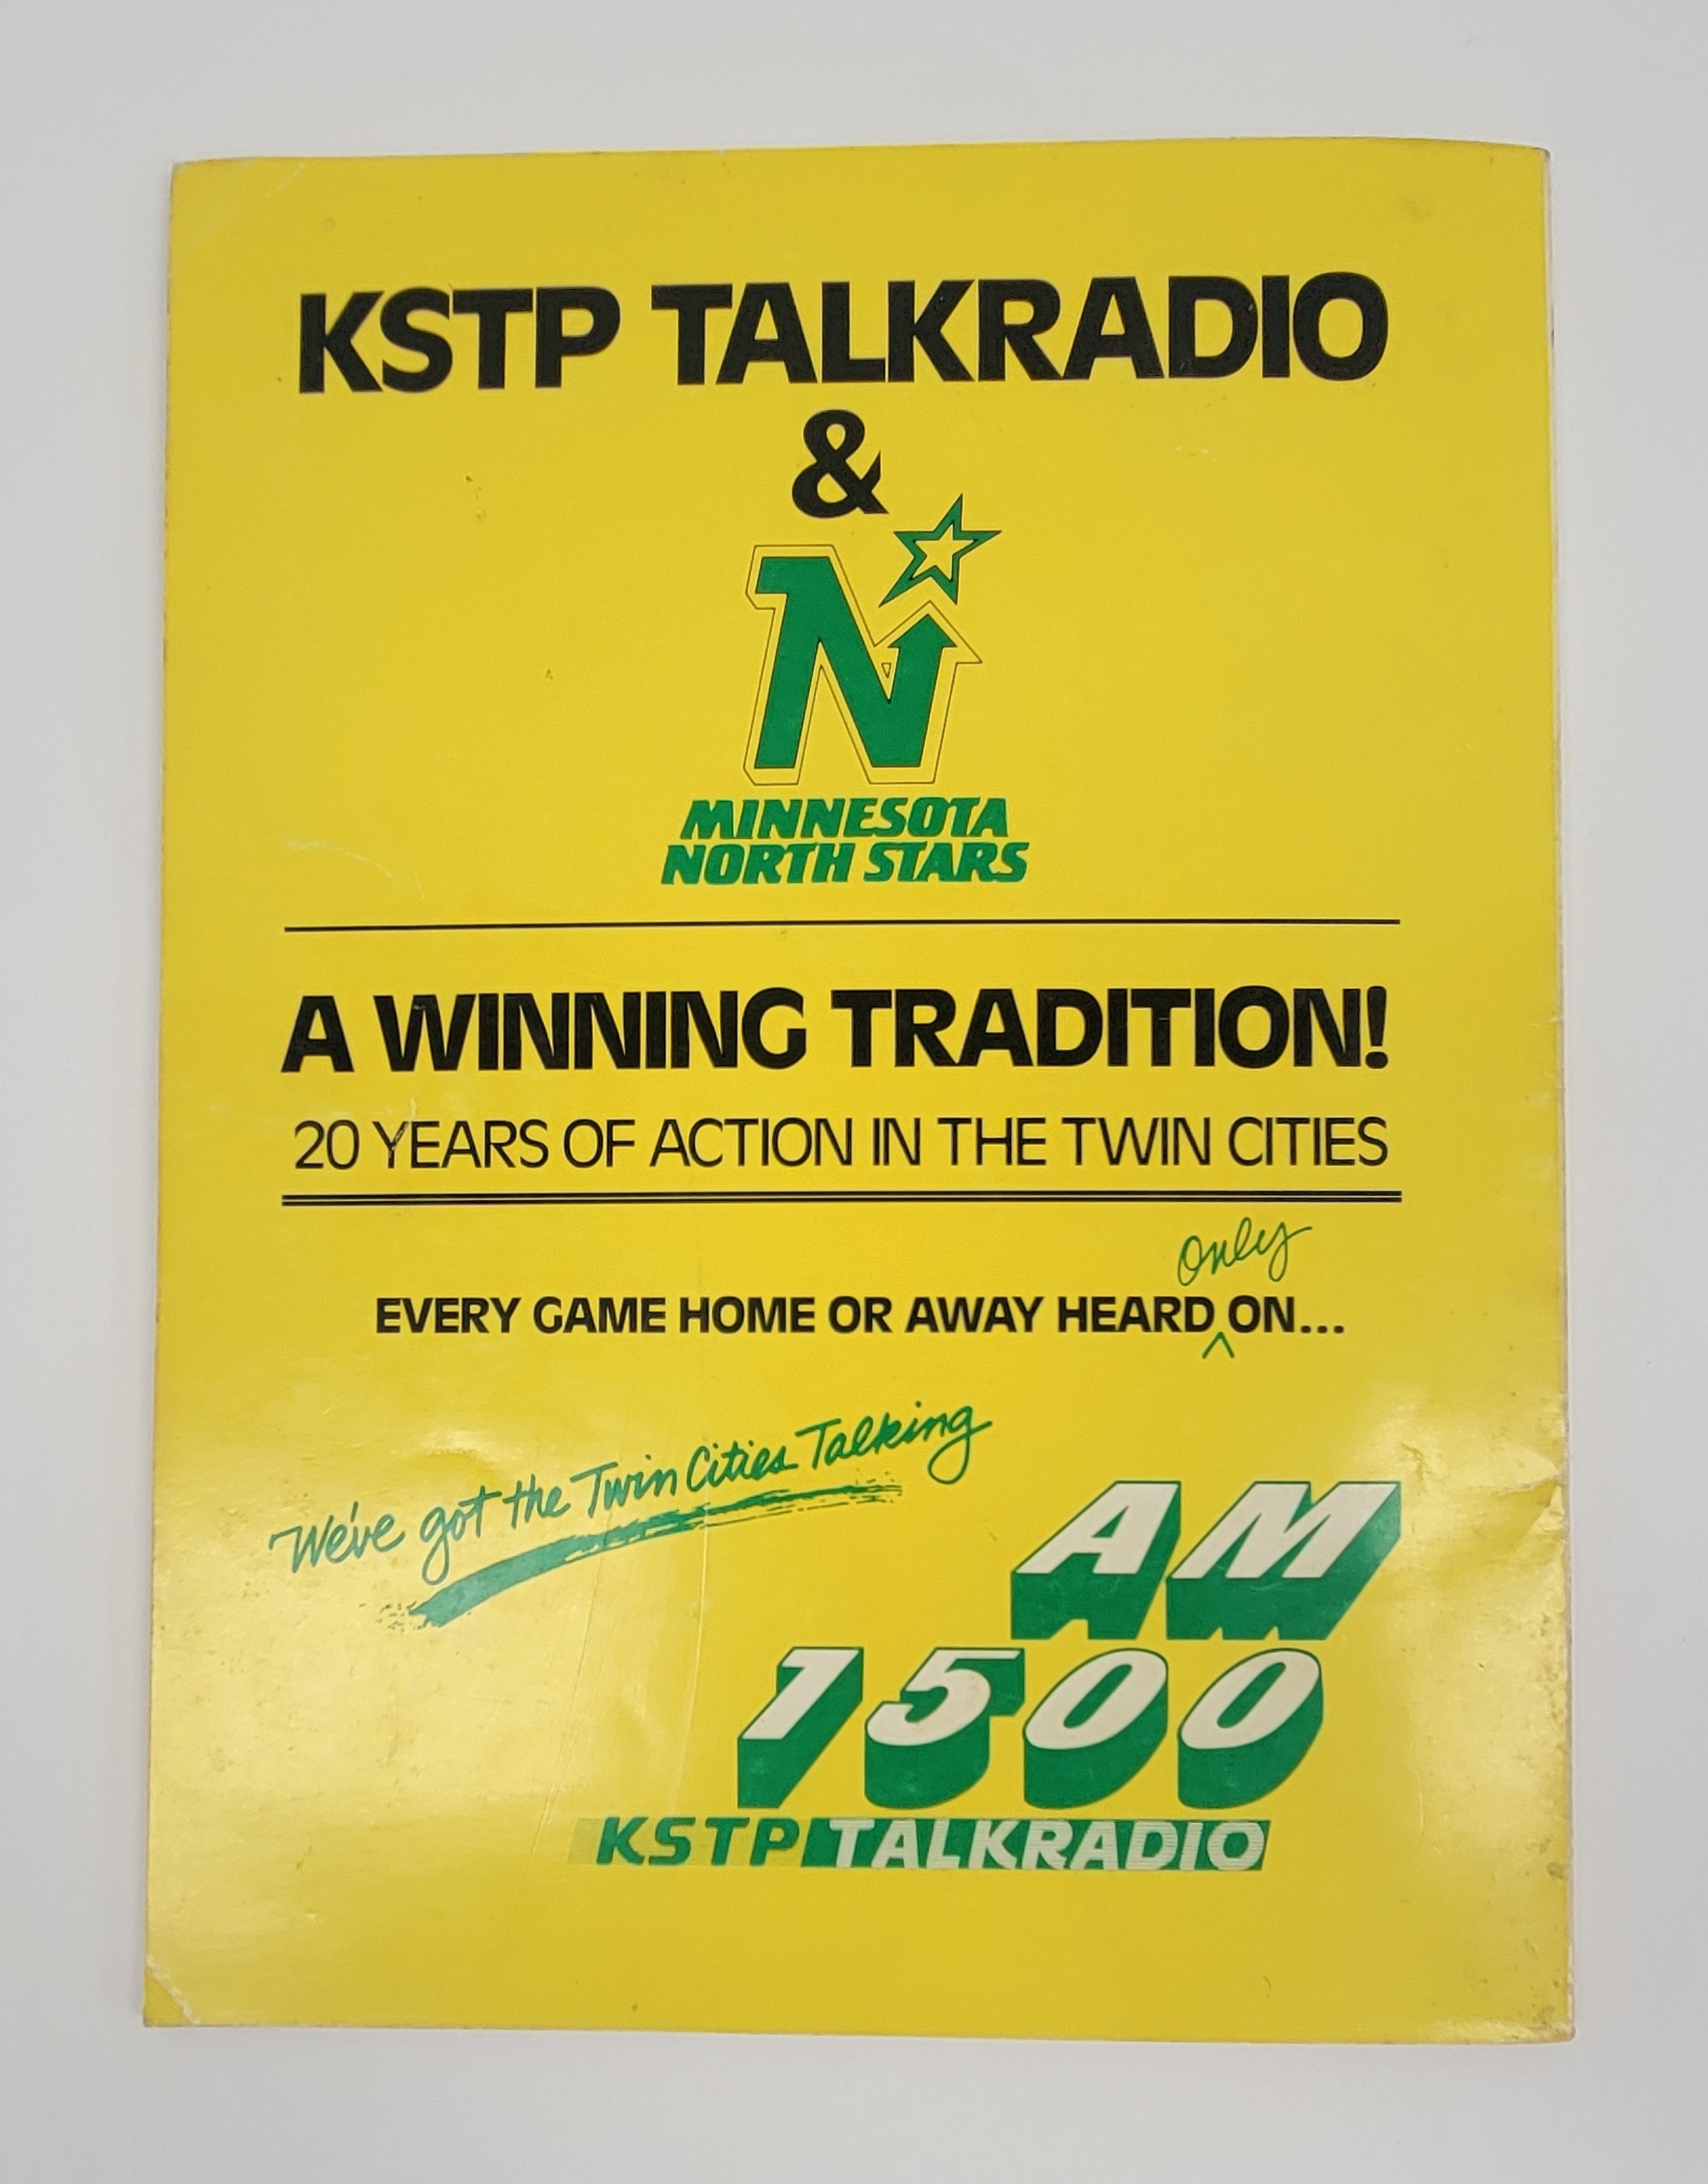 KSTP TALKRADIO
&
N
MINNESOTA
NORTH STARS
A WINNING TRADITION!
20 YEARS OF ACTION IN THE TWIN CITIES
only
EVERY GAME HOME OR AWAY HEARD ^ ON...
We've got the Twin Cities Talking
AM
1500
KSTP TALKRADIO